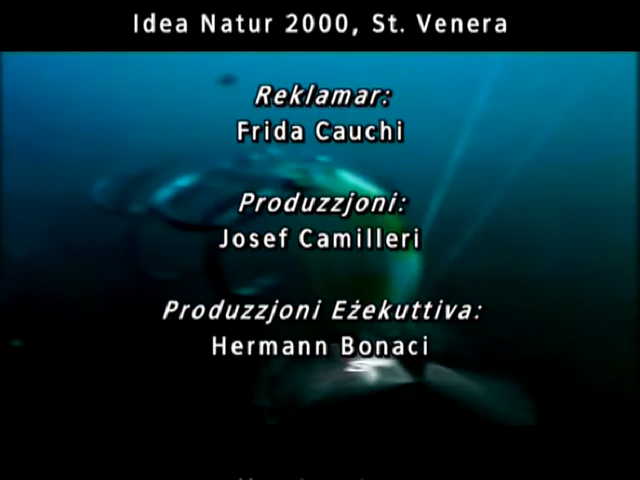 Idea Natur 2000, St. Venera
Reklamar:
Frida Cauchi
Produzzjoni:
Josef Camilleri
Produzzjoni Eżekuttiva:
Hermann Bonaci